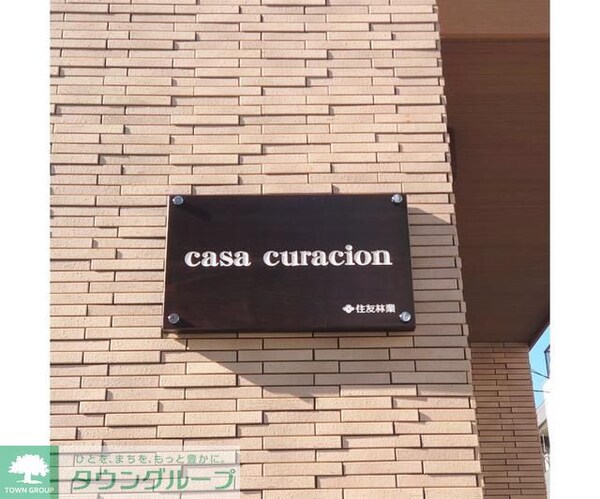 casa curacion
住友林業
ひとを、まちを、もっと豊かに。
タウングループ
TOWN GROUP